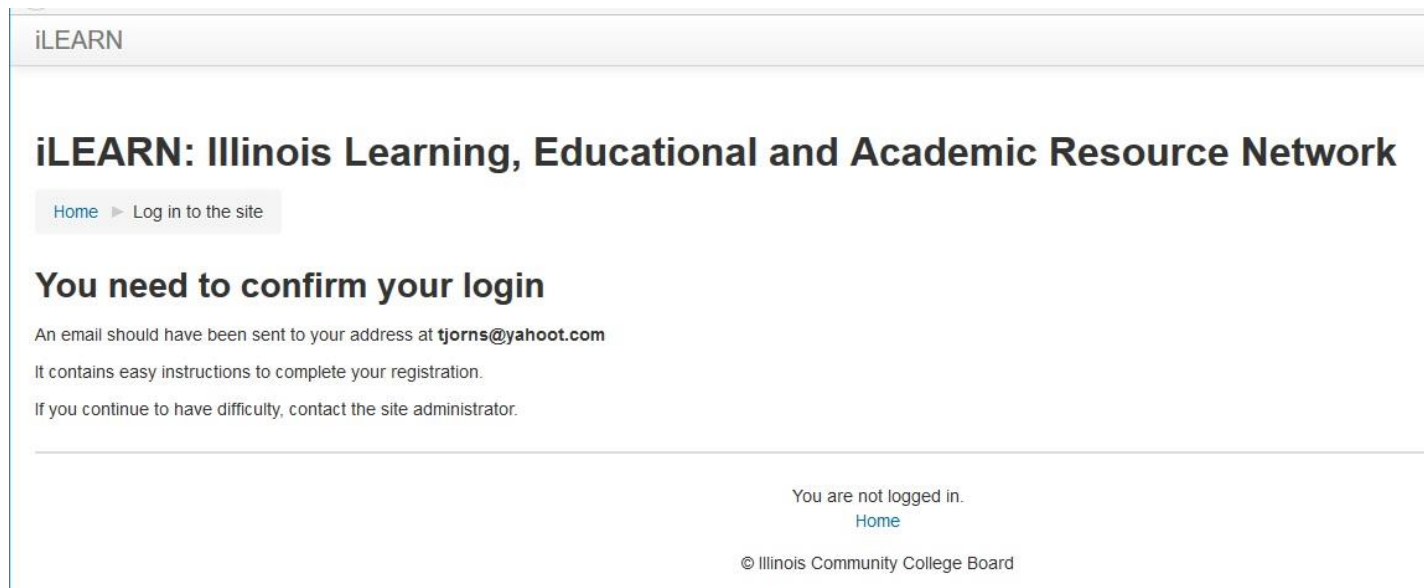 iLEARN
iLEARN: Illinois Learning, Educational and Academic Resource Network
Home ► Log in to the site
You need to confirm your login
An email should have been sent to your address at tjorns@yahoot.com
It contains easy instructions to complete your registration.
If you continue to have difficulty, contact the site administrator.
You are not logged in.
Home
© Illinois Community College Board